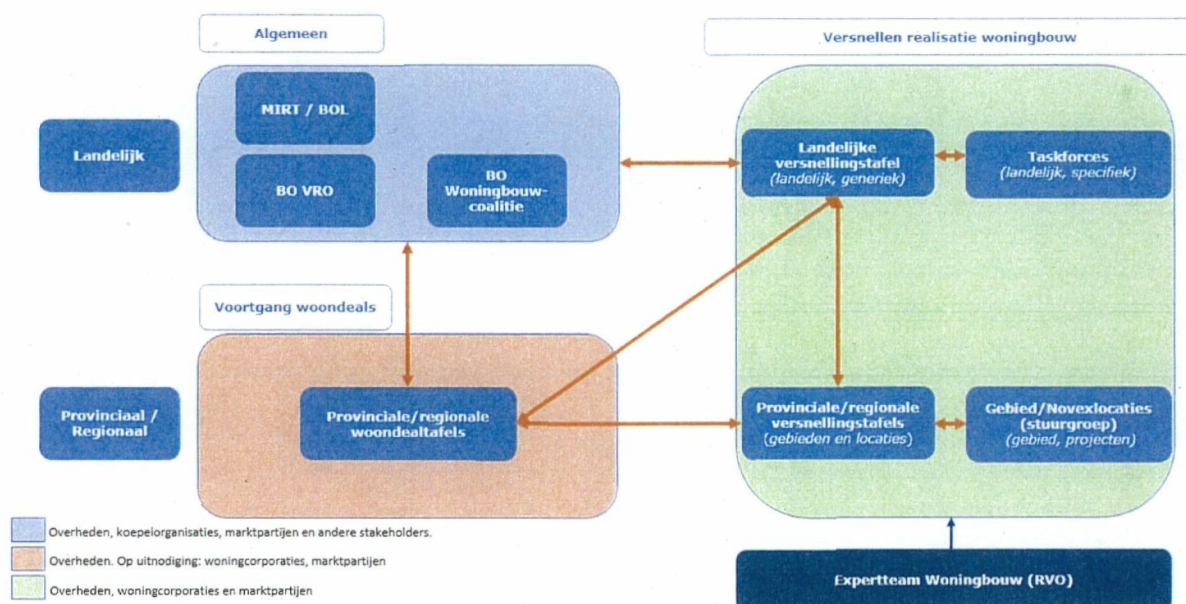 Algemeen
Versnellen realisatie woningbouw
Landelijk
MIRT / BOL
BO VRO
BO
Woningbouw-
coalitie
Landelijke
versnellingstafel
(landelijk, generiek)
Taskforces
(landelijk, specifiek)
Voortgang woondeals
Provinciaal /
Regionaal
Provinciale/regionale
woondealtafels
Provinciale/regionale
versnellingstafels
(gebieden en locaties)
Gebied/Novexlocaties
(stuurgroep)
(gebied, projecten)
Overheden, koepelorganisaties, marktpartijen en andere stakeholders.
Overheden. Op uitnodiging: woningcorporaties, marktpartijen
Overheden, woningcorporaties en marktpartijen
Expertteam Woningbouw (RVO)